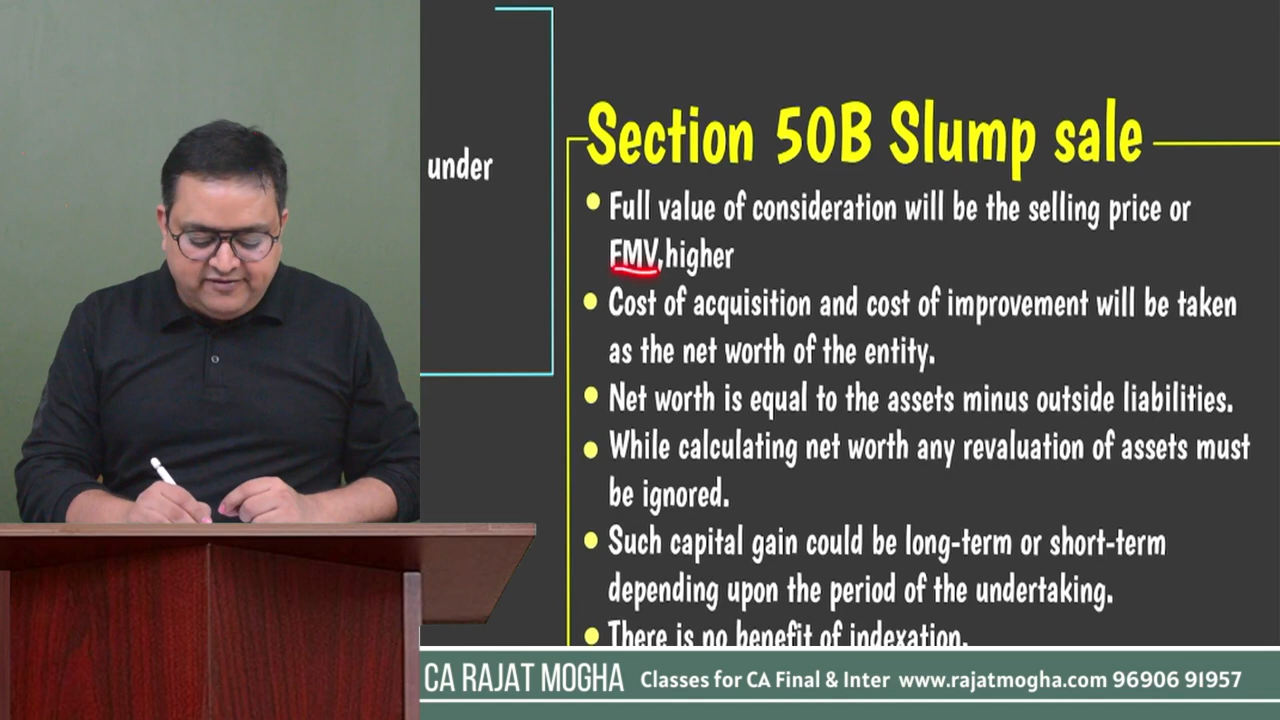 under
Section 50B Slump sale
Full value of consideration will be the selling price or
FMV,higher
Cost of acquisition and cost of improvement will be taken
as the net worth of the entity.
Net worth is equal to the assets minus outside liabilities.
While calculating net worth any revaluation of assets must
be ignored.
Such capital gain could be long-term or short-term
depending upon the period of the undertaking.
There is no benefit of indexation.
CA RAJAT MOGHA Classes for CA Final & Inter www.rajatmogha.com 96906 91957